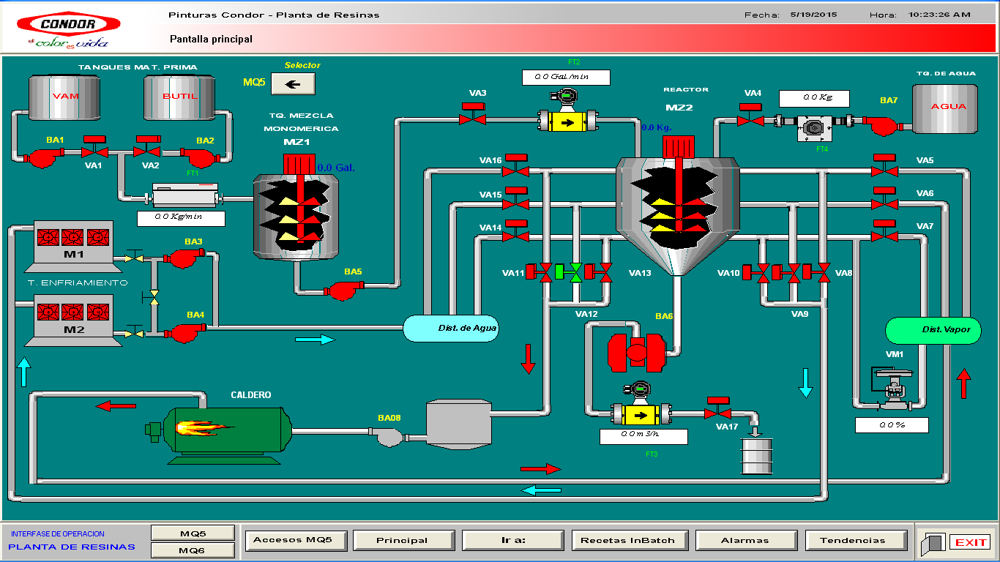 CONDOR
el color es vida
Pinturas Condor - Planta de Resinas
Fecha: 5/19/2015
Hora: 10:23:26 AM
Pantalla principal
TANQUES MAT. PRIMA
VAM
BUTIL
MQ5
Selector
FT2
0.0 Gal./min
VA3
REACTOR
MZ2
0.0 Kg.
VA4
0.0 Kg
FT4
BA7
TQ. DE AGUA
AGUA
TQ. MEZCLA
MONOMERICA
MZ1
0.0 Gal.
BA1
VA1
VA2
BA2
FT1
0.0 Kg/min
VA16
VA15
VA14
VA5
VA6
VA7
M1
BA3
T. ENFRIAMIENTO
M2
BA4
BA5
VA11
VA13
VA12
VA10
VA8
VA9
Dist. de Agua
BA6
Dist. Vapor
VM1
0.0 %
CALDERO
BA08
0.0 m3/h.
FT3
VA17
INTERFASE DE OPERACION
PLANTA DE RESINAS
MQ5
MQ6
Accesos MQ5
Principal
Ir a:
Recetas InBatch
Alarmas
Tendencias
EXIT